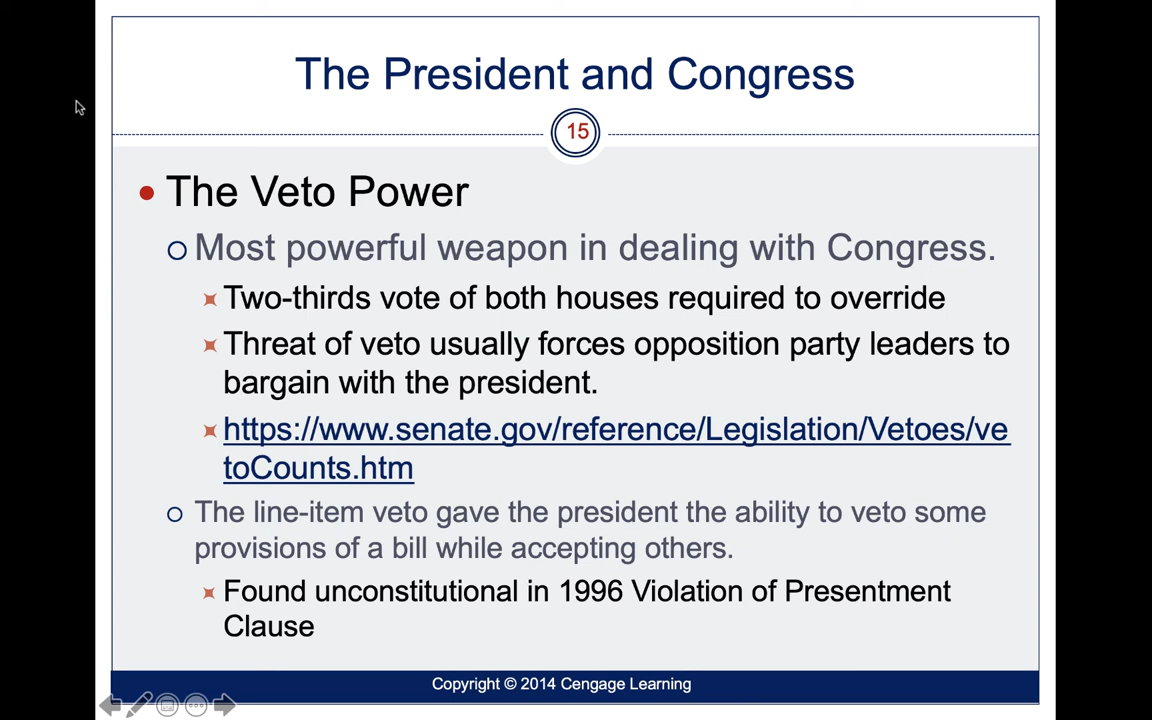 The President and Congress
15
The Veto Power
Most powerful weapon in dealing with Congress.
Two-thirds vote of both houses required to override
Threat of veto usually forces opposition party leaders to
bargain with the president.
https://www.senate.gov/reference/Legislation/Vetoes/ve
toCounts.htm
The line-item veto gave the president the ability to veto some
provisions of a bill while accepting others.
Found unconstitutional in 1996 Violation of Presentment
Clause
Copyright © 2014 Cengage Learning